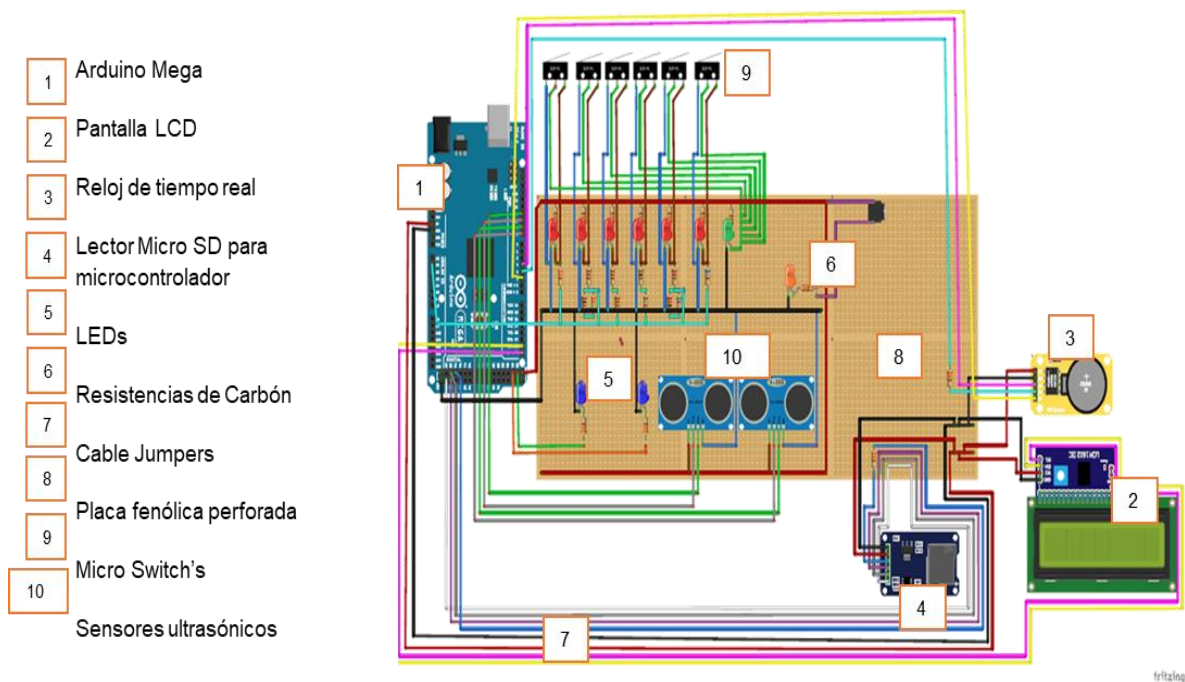 1 Arduino Mega
2 Pantalla LCD
3 Reloj de tiempo real
4 Lector Micro SD para
microcontrolador
5
LEDs
6
Resistencias de Carbón
7
Cable Jumpers
8
Placa fenólica perforada
9
Micro Switch's
10
Sensores ultrasónicos
9
1
6
3
8
10
5
2
4
7
fritzing